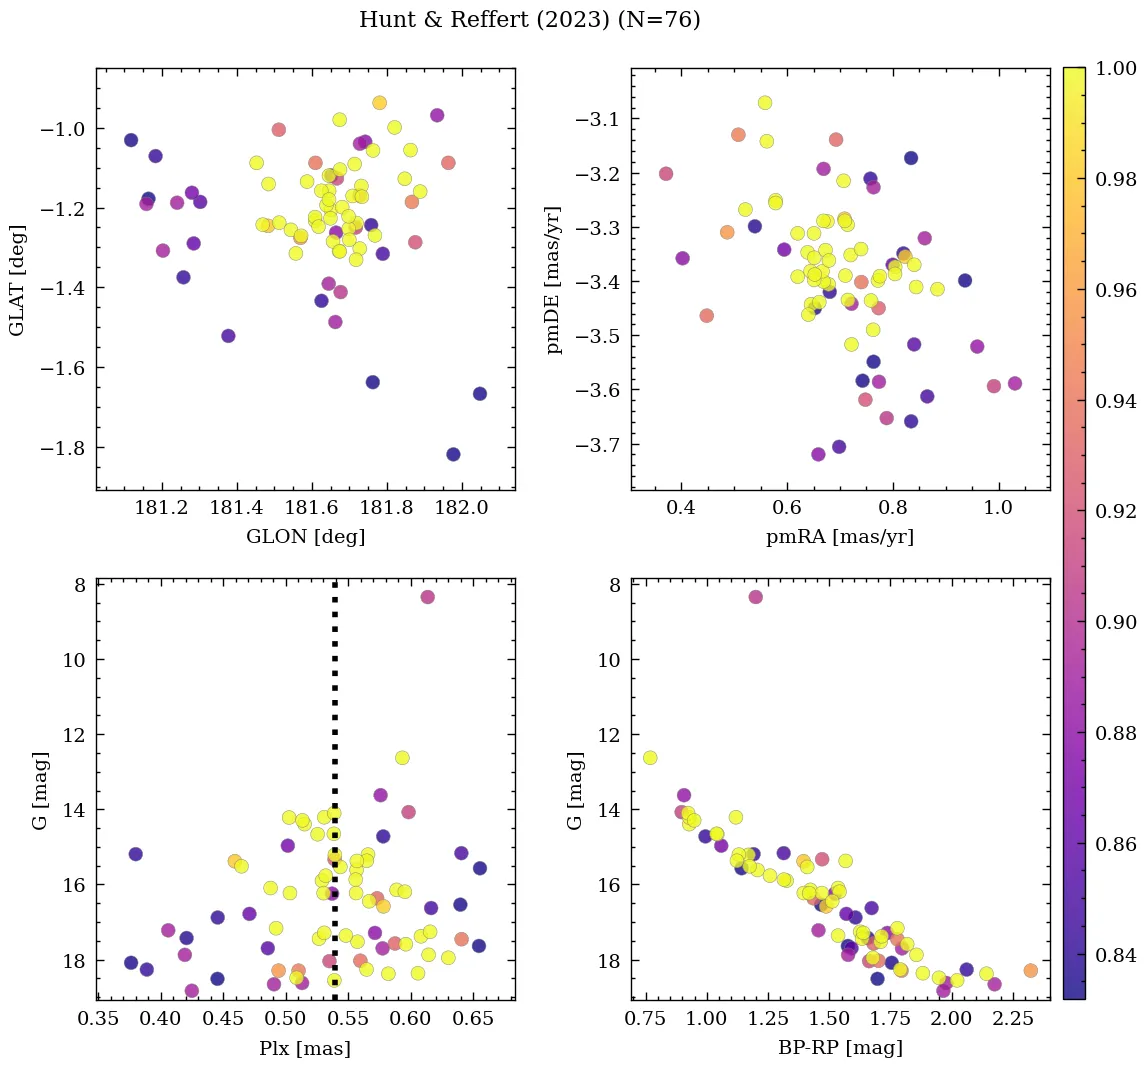 Hunt & Reffert (2023) (N=76)
−1.0
−1.2
−1.4
−1.6
−1.8
GLAT [deg]
181.2 181.4 181.6 181.8 182.0
GLON [deg]
−3.1
−3.2
−3.3
−3.4
−3.5
−3.6
−3.7
pmDE [mas/yr]
0.4 0.6 0.8 1.0
pmRA [mas/yr]
8
10
12
14
16
18
G [mag]
0.35 0.40 0.45 0.50 0.55 0.60 0.65
Plx [mas]
8
10
12
14
16
18
G [mag]
0.75 1.00 1.25 1.50 1.75 2.00 2.25
BP-RP [mag]
1.00
0.98
0.96
0.94
0.92
0.90
0.88
0.86
0.84